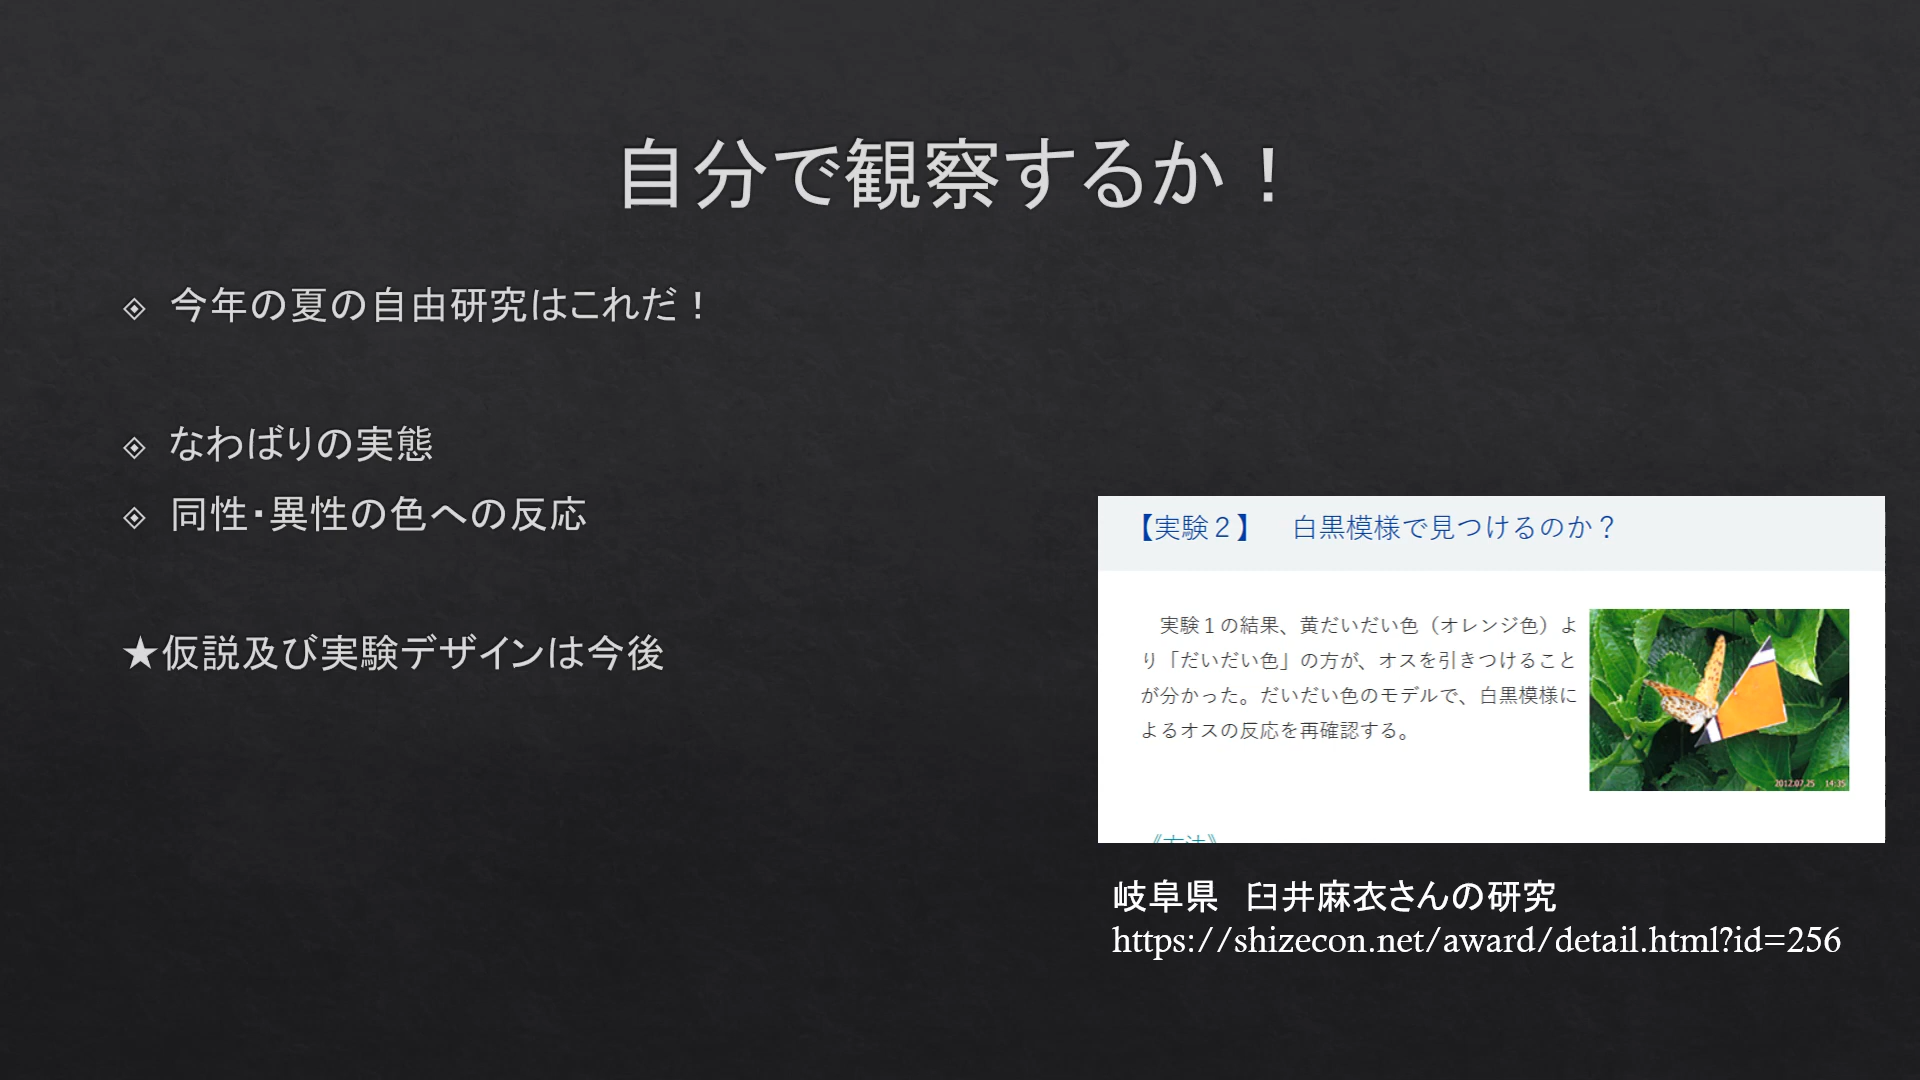 自分で観察するか！
今年の夏の自由研究はこれだ！
なわばりの実態
同性・異性の色への反応
★仮説及び実験デザインは今後
【実験２】　白黒模様で見つけるのか？
実験１の結果、黄だいだい色（オレンジ色）よ
り「だいだい色」の方が、オスを引きつけること
が分かった。だいだい色のモデルで、白黒模様に
よるオスの反応を再確認する。
2012.07.25 14:35
岐阜県　臼井麻衣さんの研究
https://shizecon.net/award/detail.html?id=256